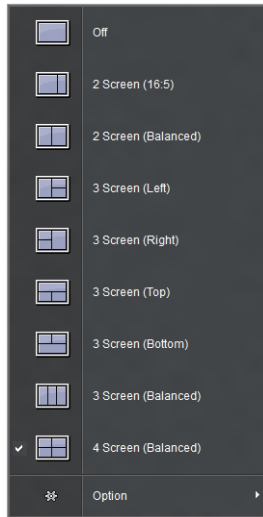 Off
2 Screen (16:5)
2 Screen (Balanced)
3 Screen (Left)
3 Screen (Right)
3 Screen (Top)
3 Screen (Bottom)
3 Screen (Balanced)
4 Screen (Balanced)
Option